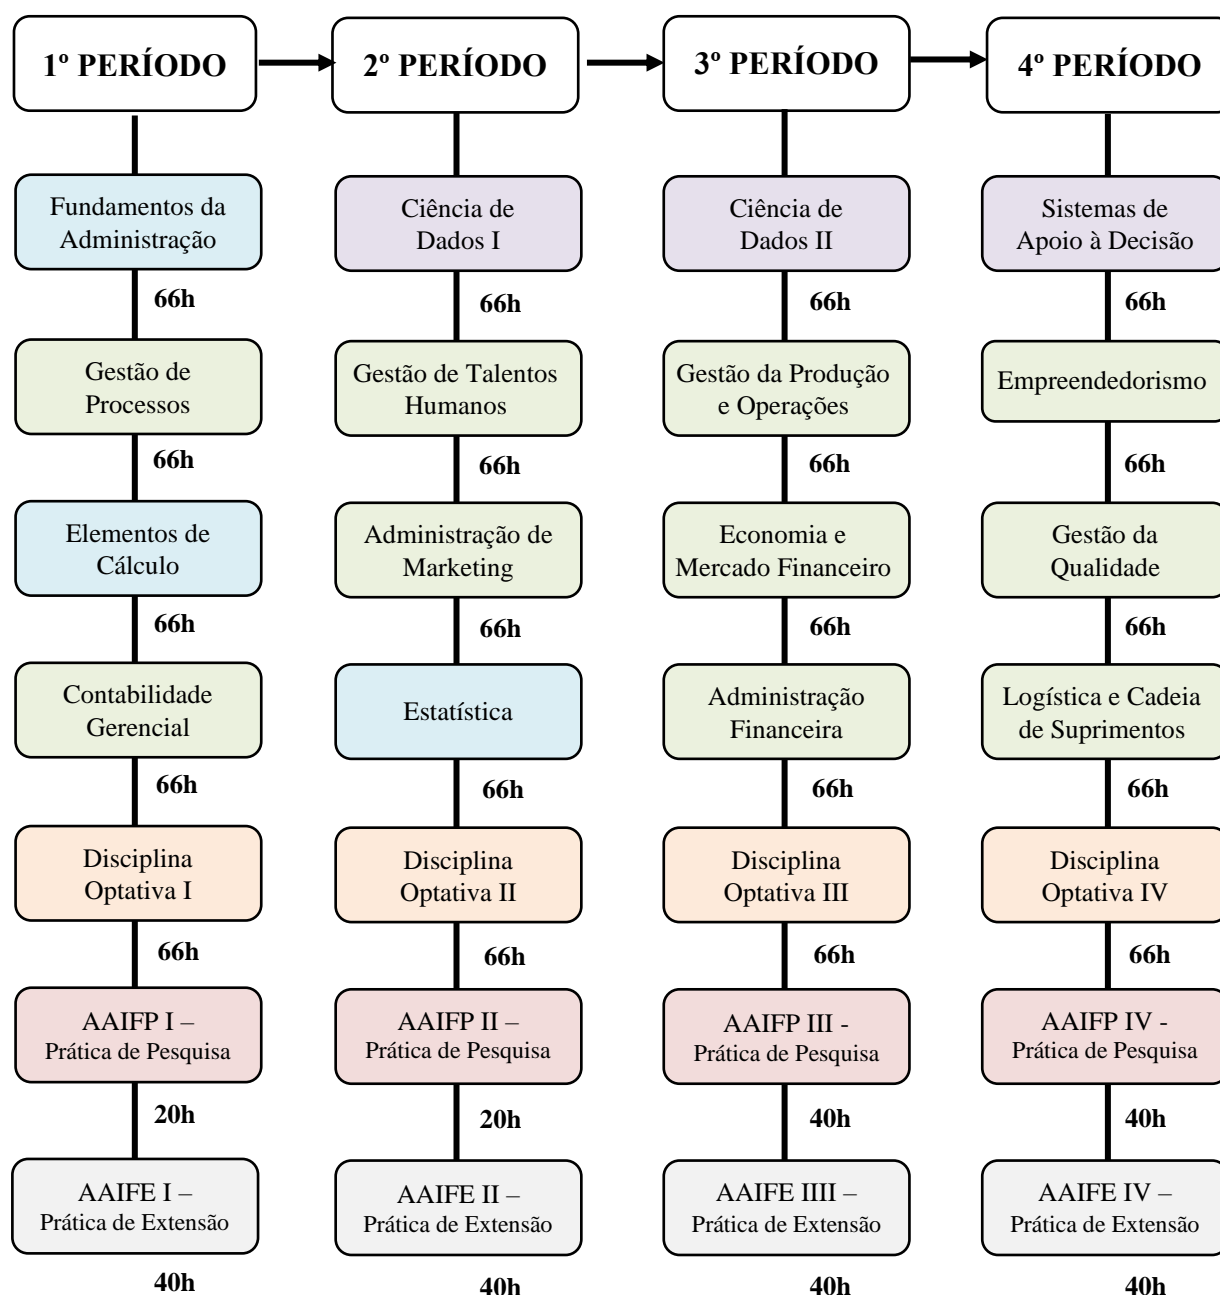 1º PERÍODO
2º PERÍODO
3º PERÍODO
4º PERÍODO
Fundamentos da
Administração
66h
Ciência de
Dados I
66h
Ciência de
Dados II
66h
Sistemas de
Apoio à Decisão
66h
Gestão de
Processos
66h
Gestão de Talentos
Humanos
66h
Gestão da Produção
e Operações
66h
Empreendedorismo
66h
Elementos de
Cálculo
66h
Administração de
Marketing
66h
Economia e
Mercado Financeiro
66h
Gestão da
Qualidade
66h
Contabilidade
Gerencial
66h
Estatística
66h
Administração
Financeira
66h
Logística e Cadeia
de Suprimentos
66h
Disciplina
Optativa I
66h
Disciplina
Optativa II
66h
Disciplina
Optativa III
66h
Disciplina
Optativa IV
66h
AAIFP I –
Prática de Pesquisa
20h
AAIFP II –
Prática de Pesquisa
20h
AAIFP III -
Prática de Pesquisa
40h
AAIFP IV -
Prática de Pesquisa
40h
AAIFE I –
Prática de Extensão
40h
AAIFE II –
Prática de Extensão
40h
AAIFE IIII –
Prática de Extensão
40h
AAIFE IV –
Prática de Extensão
40h